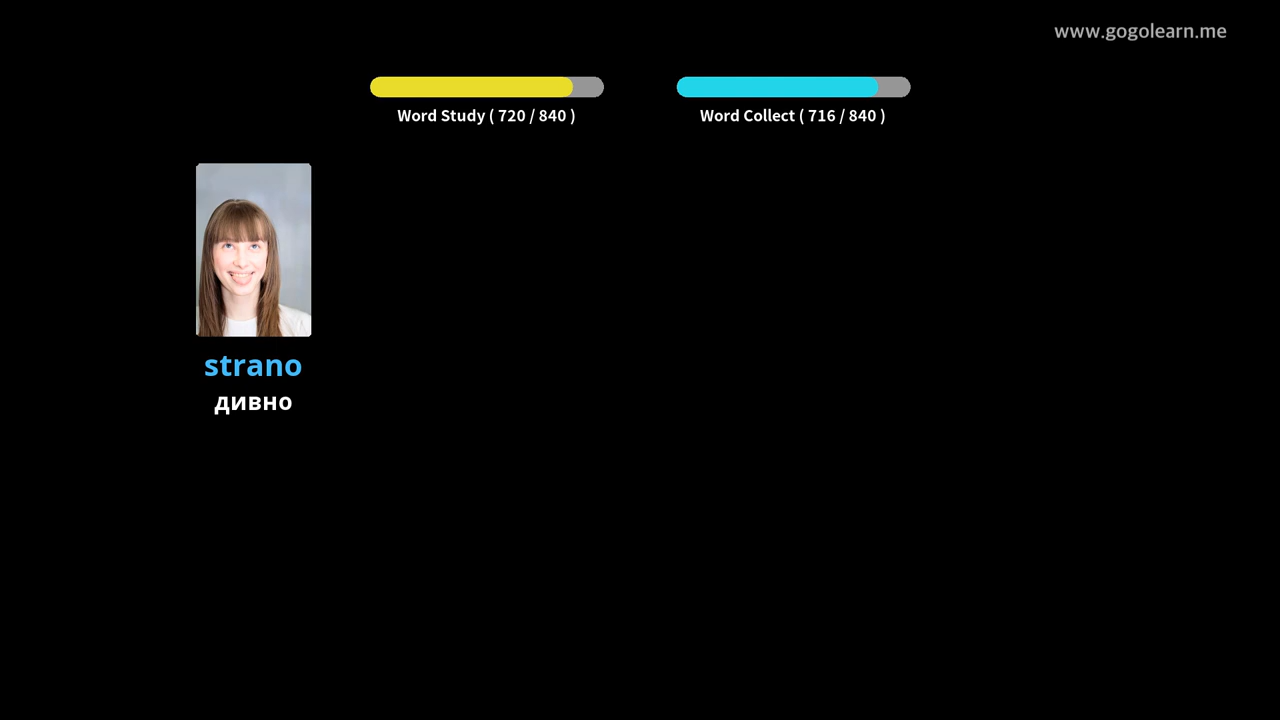 www.gogolearn.me
Word Study ( 720 / 840 )
Word Collect ( 716 / 840 )
strano
дивно